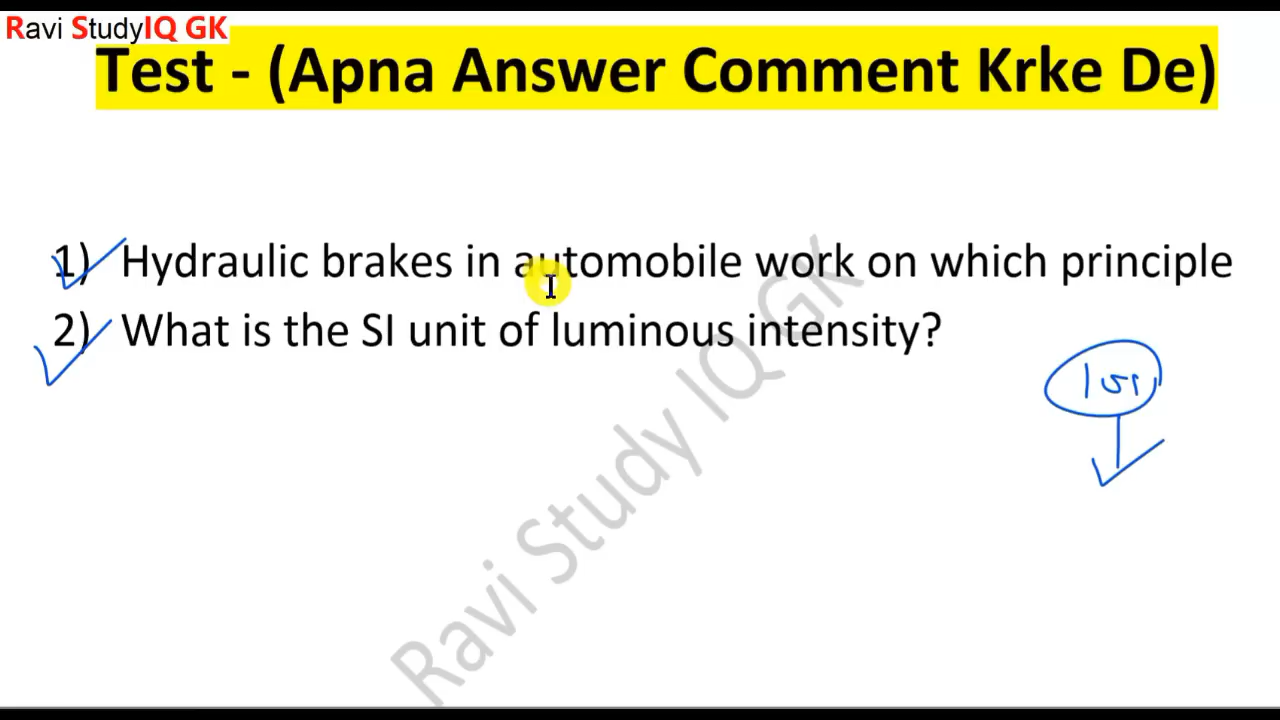 Ravi StudyIQ GK
Test - (Apna Answer Comment Krke De)
1) Hydraulic brakes in automobile work on which principle
2) What is the SI unit of luminous intensity?
Ravi Study IQ GK